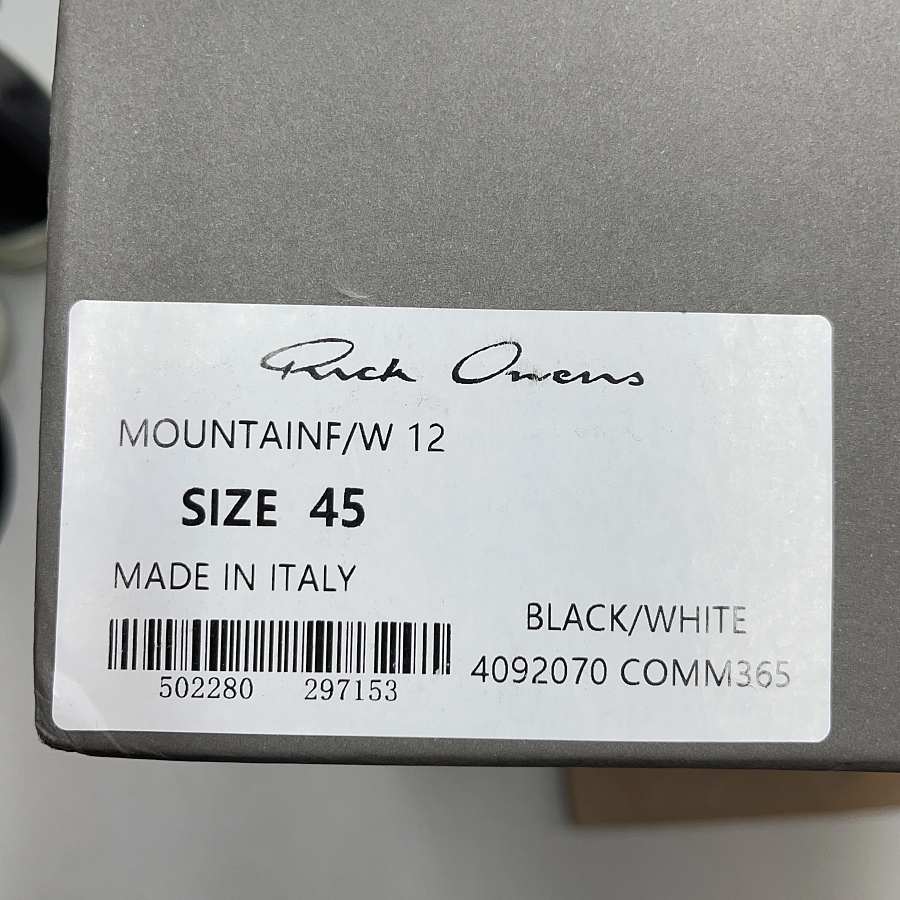 Rick Owens
MOUNTAINF/W 12
SIZE 45
MADE IN ITALY
BLACK/WHITE
4092070 COMM365
502280 297153